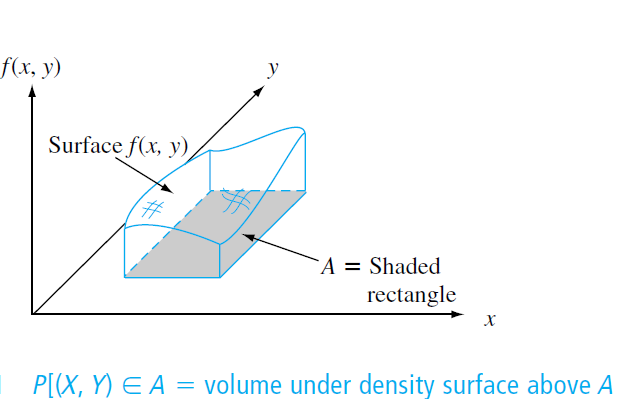 f(x, y)
y
Surface f(x, y)
A = Shaded
rectangle
x
P[(X, Y) ∈ A = volume under density surface above A